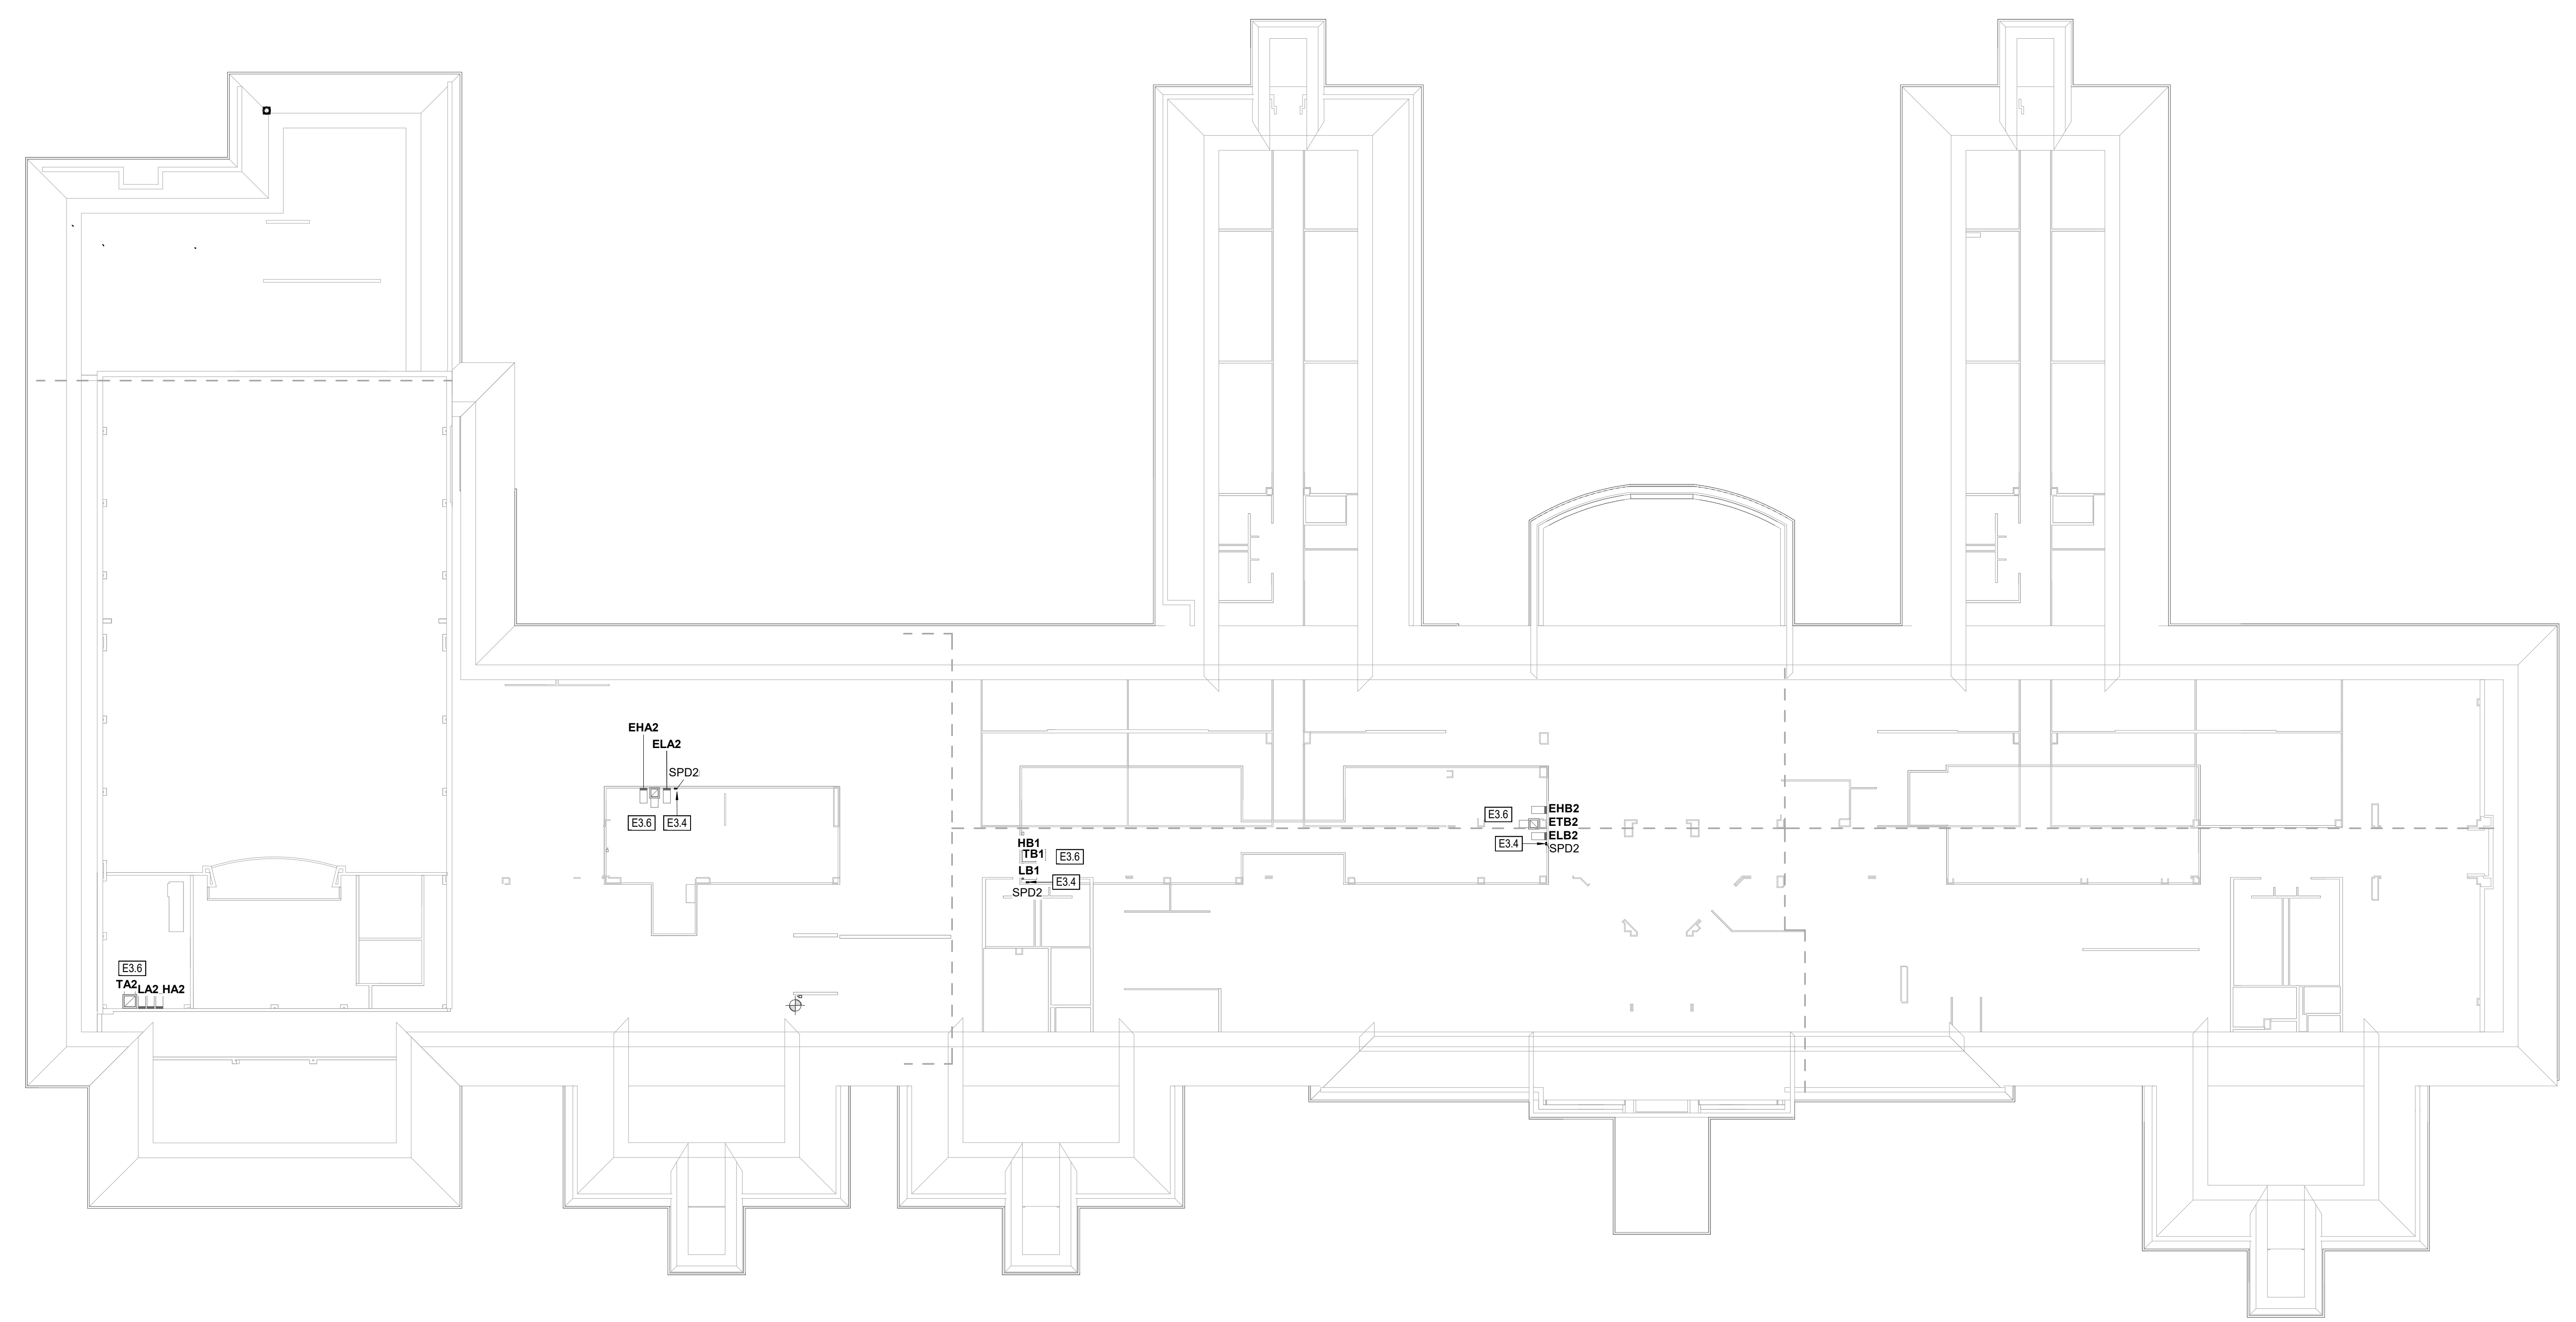 EHA2
ELA2
SPD2
E3.6
E3.4
EHB2
E3.6
ETB2
ELB2
E3.4
SPD2
HB1
TB1
E3.6
LB1
E3.4
SPD2
E3.6
TA2
LA2
HA2